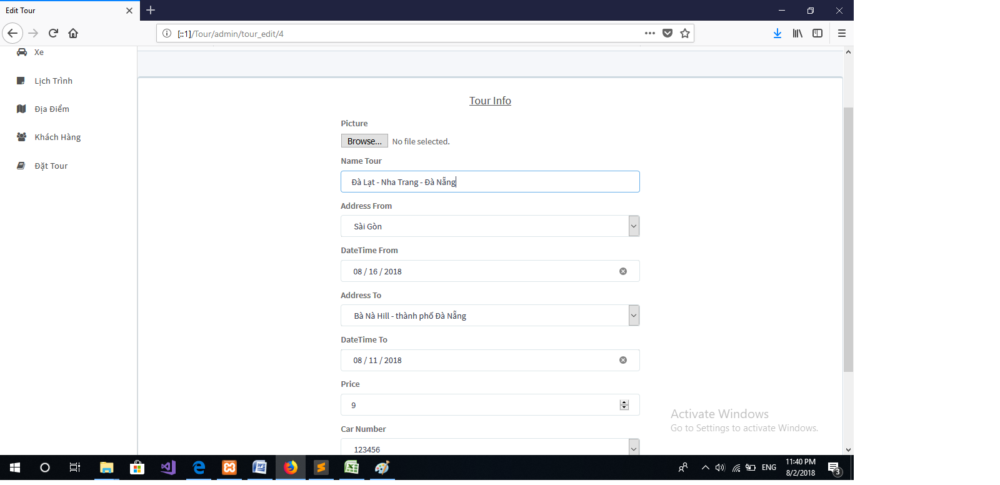 Edit Tour
[::1]/Tour/admin/tour_edit/4
Xe
Lịch Trình
Địa Điểm
Khách Hàng
Đặt Tour
Tour Info
Picture
Browse... No file selected.
Name Tour
Đà Lạt - Nha Trang - Đà Nẵng
Address From
Sài Gòn
DateTime From
08 / 16 / 2018
Address To
Bà Nà Hill - thành phố Đà Nẵng
DateTime To
08 / 11 / 2018
Price
9
Car Number
123456
Activate Windows
Go to Settings to activate Windows.
ENG
11:40 PM
8/2/2018
3